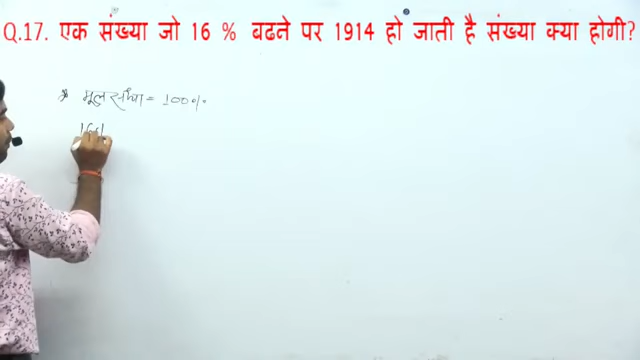 Q.17. एक संख्या जो 16 % बढने पर 1914 हो जाती है संख्या क्या होगी?
* मूल संख्या = 100%